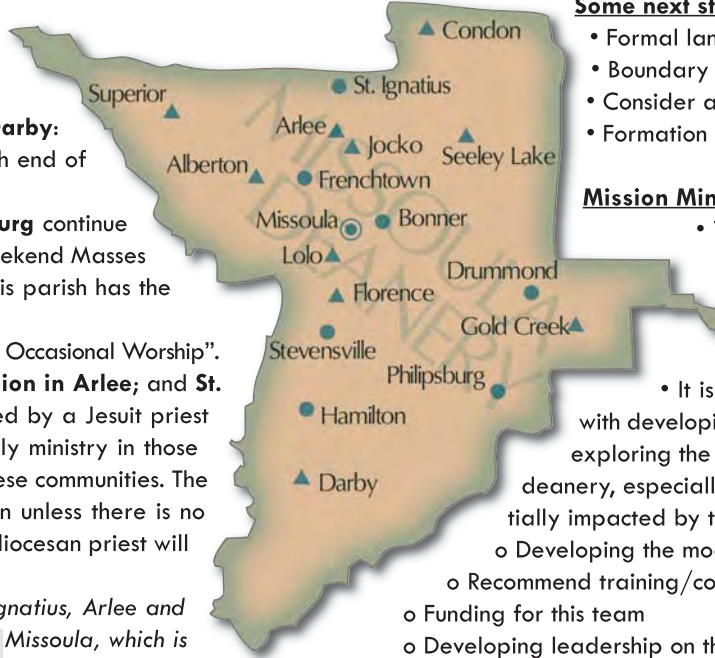 Darby:
h end of
urg continue
eekend Masses
is parish has the
Occasional Worship”.
ion in Arlee; and St.
ed by a Jesuit priest
ly ministry in those
ese communities. The
n unless there is no
diocesan priest will
gnatius, Arlee and
Missoula, which is
MISSOULA
DEANERY
Condon
St. Ignatius
Superior
Arlee
Jocko
Seeley Lake
Alberton
Frenchtown
Missoula
Bonner
Lolo
Drummond
Florence
Gold Creek
Stevensville
Philipsburg
Hamilton
Darby
Some next st
• Formal lan
• Boundary
• Consider a
• Formation
Mission Min
•
• It is
with developi
exploring the
deanery, especiall
tially impacted by t
o Developing the mo
o Recommend training/co
o Funding for this team
o Developing leadership on th